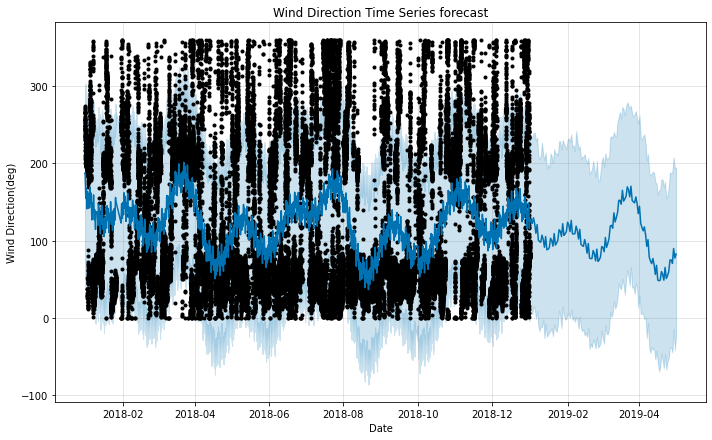 Wind Direction Time Series forecast
Wind Direction(deg)
300
200
100
0
−100
2018-02 2018-04 2018-06 2018-08 2018-10 2018-12 2019-02 2019-04
Date